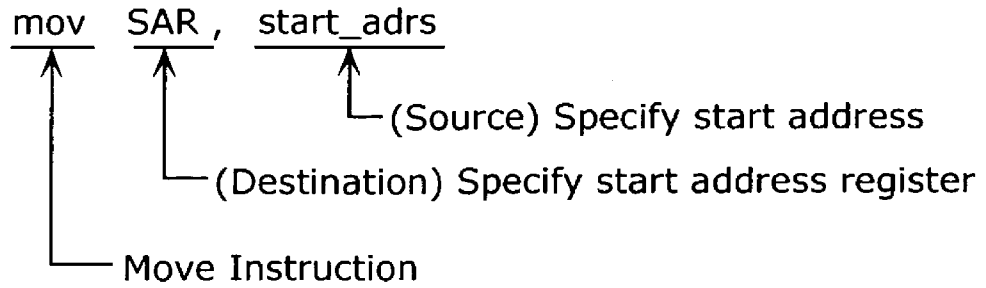 mov SAR, start_adrs
(Source) Specify start address
(Destination) Specify start address register
Move Instruction